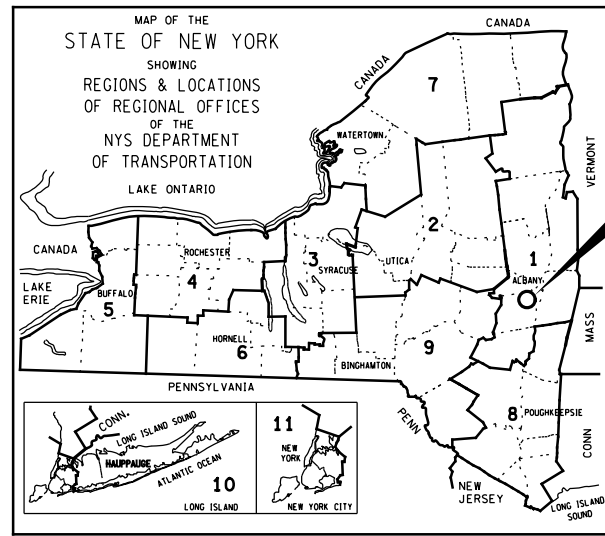 MAP OF THE
STATE OF NEW YORK
SHOWING
REGIONS & LOCATIONS
OF REGIONAL OFFICES
OF THE
NYS DEPARTMENT
OF TRANSPORTATION
LAKE ONTARIO
CANADA
CANADA
7
WATERTOWN
VERMONT
2
UTICA
1
ALBANY
CANADA
LAKE
ERIE
BUFFALO
5
ROCHESTER
4
3
SYRACUSE
HORNELL
6
BINGHAMTON
9
MASS
PENNSYLVANIA
PENN
8
POUGHKEEPSIE
CONN
NEW
JERSEY
LONG ISLAND
SOUND
CONN.
LONG ISLAND SOUND
HAUPPAUGE
ATLANTIC OCEAN
10
LONG ISLAND
11
NEW
YORK
NEW YORK CITY